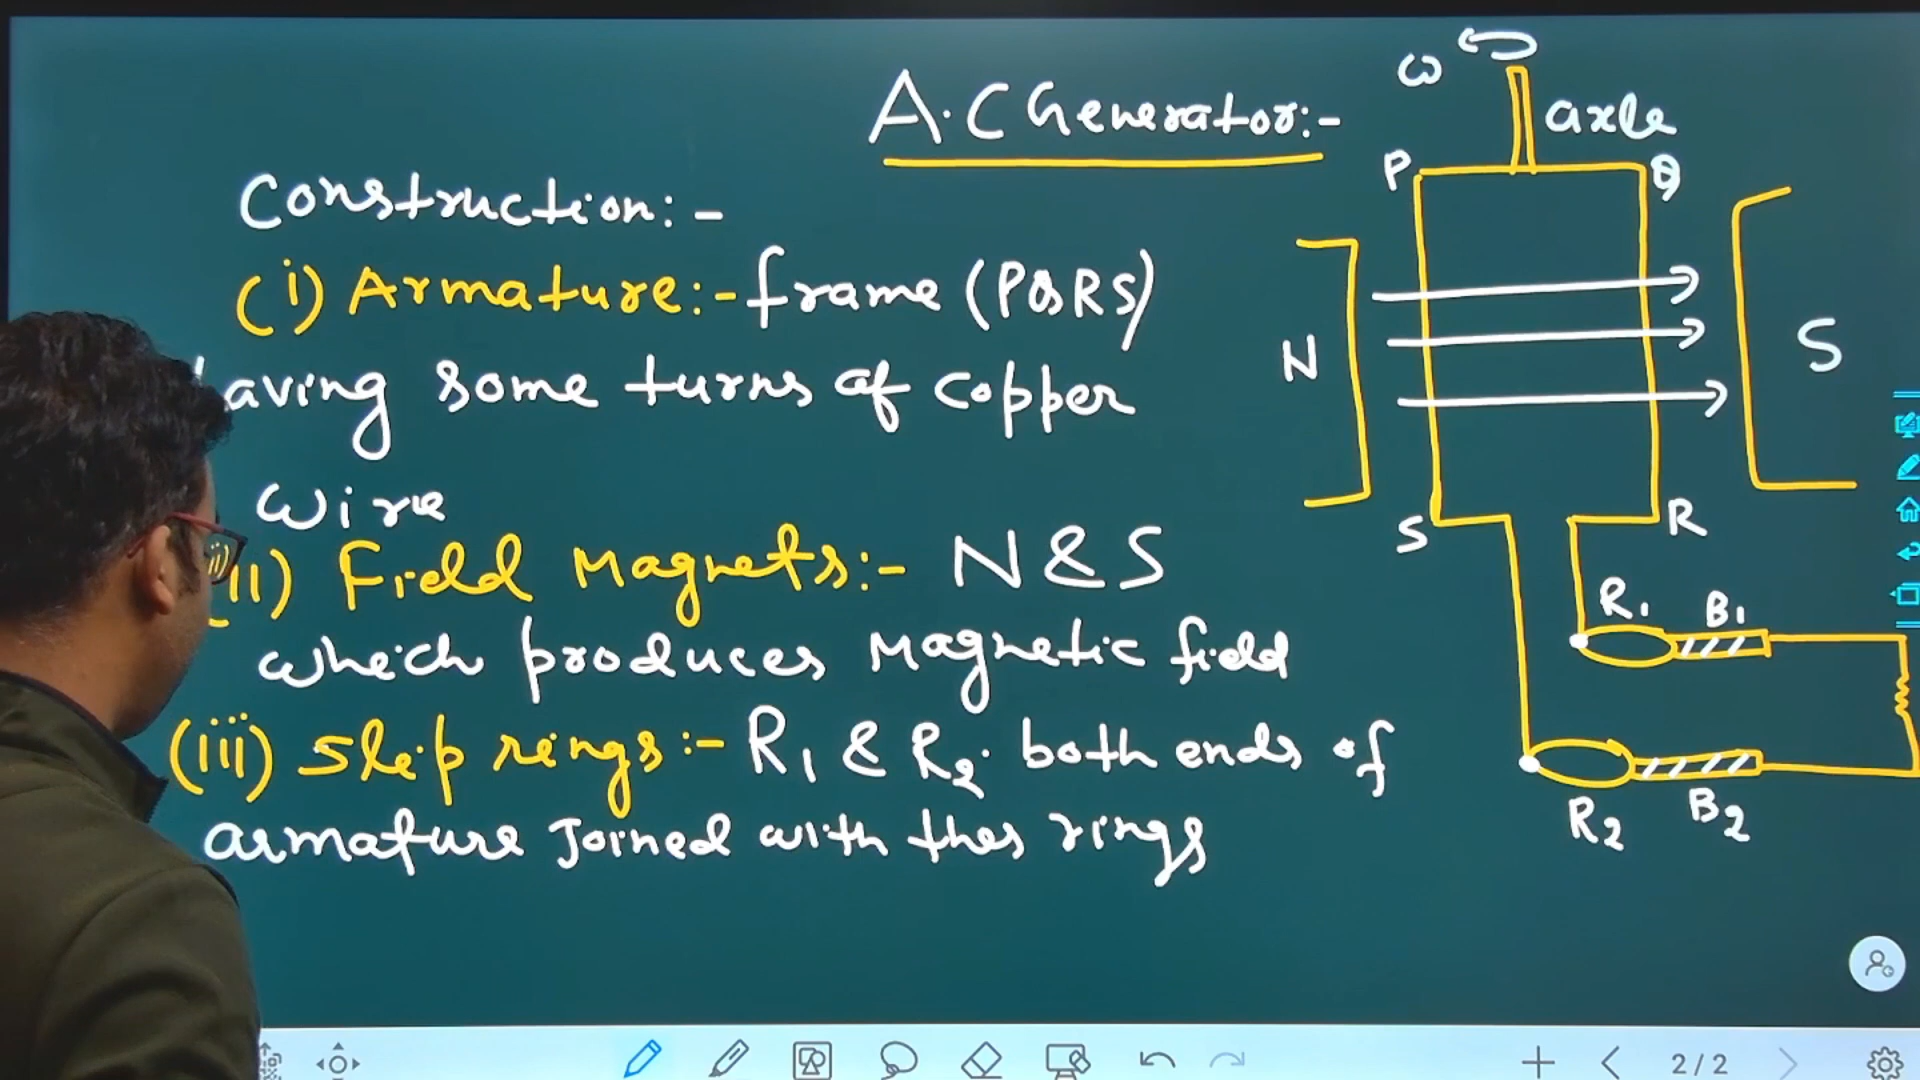 A.C Generator:-
Construction:-
(i) Armature:- frame (PQRS)
having some turns of copper
wire
(ii) Field Magnets:- N & S
which produces Magnetic field
(iii) Slip rings:- R1 & R2. both ends of
armature Joined with thes rings
ω
axle
P
Q
N
S
S
R
R1
B1
R2
B2
2/2